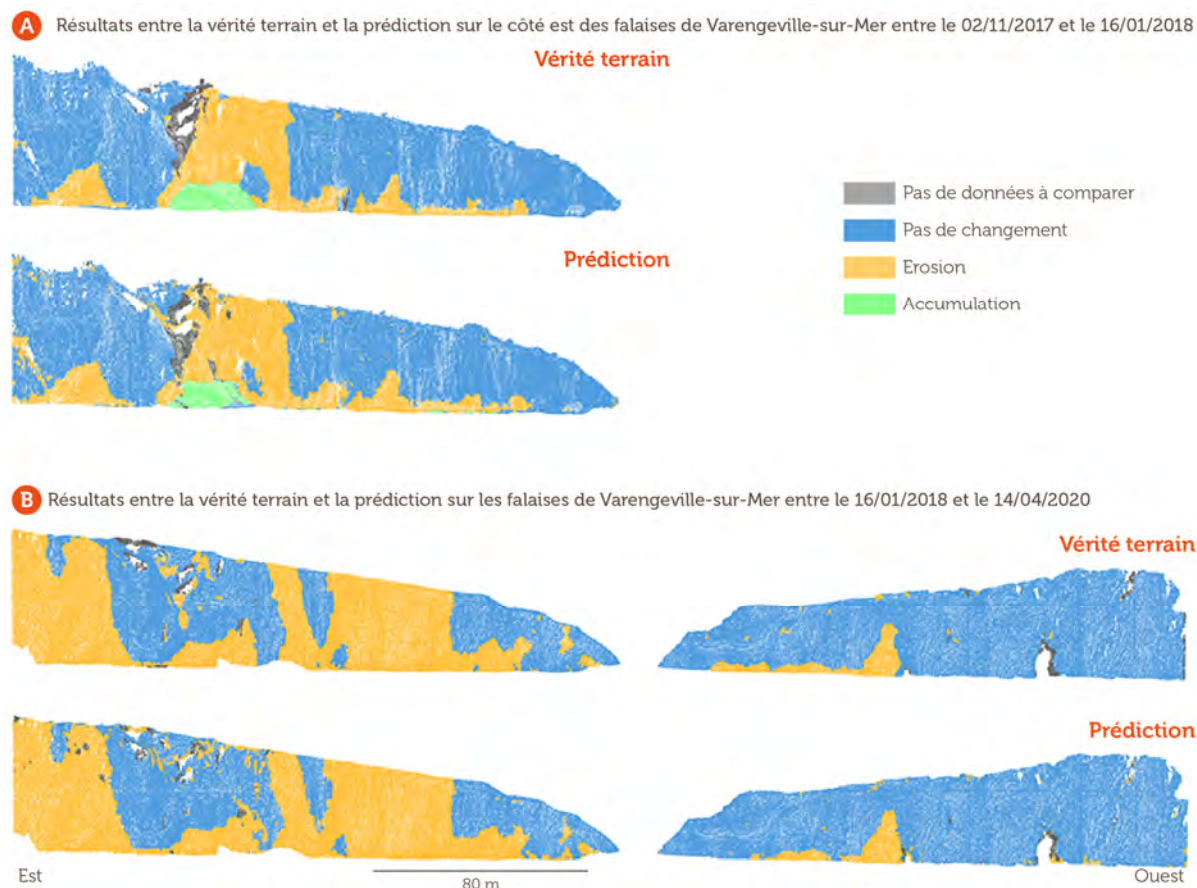 A Résultats entre la vérité terrain et la prédiction sur le côté est des falaises de Varengeville-sur-Mer entre le 02/11/2017 et le 16/01/2018
Vérité terrain
Pas de données à comparer
Pas de changement
Prédiction
Erosion
Accumulation
B Résultats entre la vérité terrain et la prédiction sur les falaises de Varengeville-sur-Mer entre le 16/01/2018 et le 14/04/2020
Vérité terrain
Prédiction
Est
80 m
Ouest